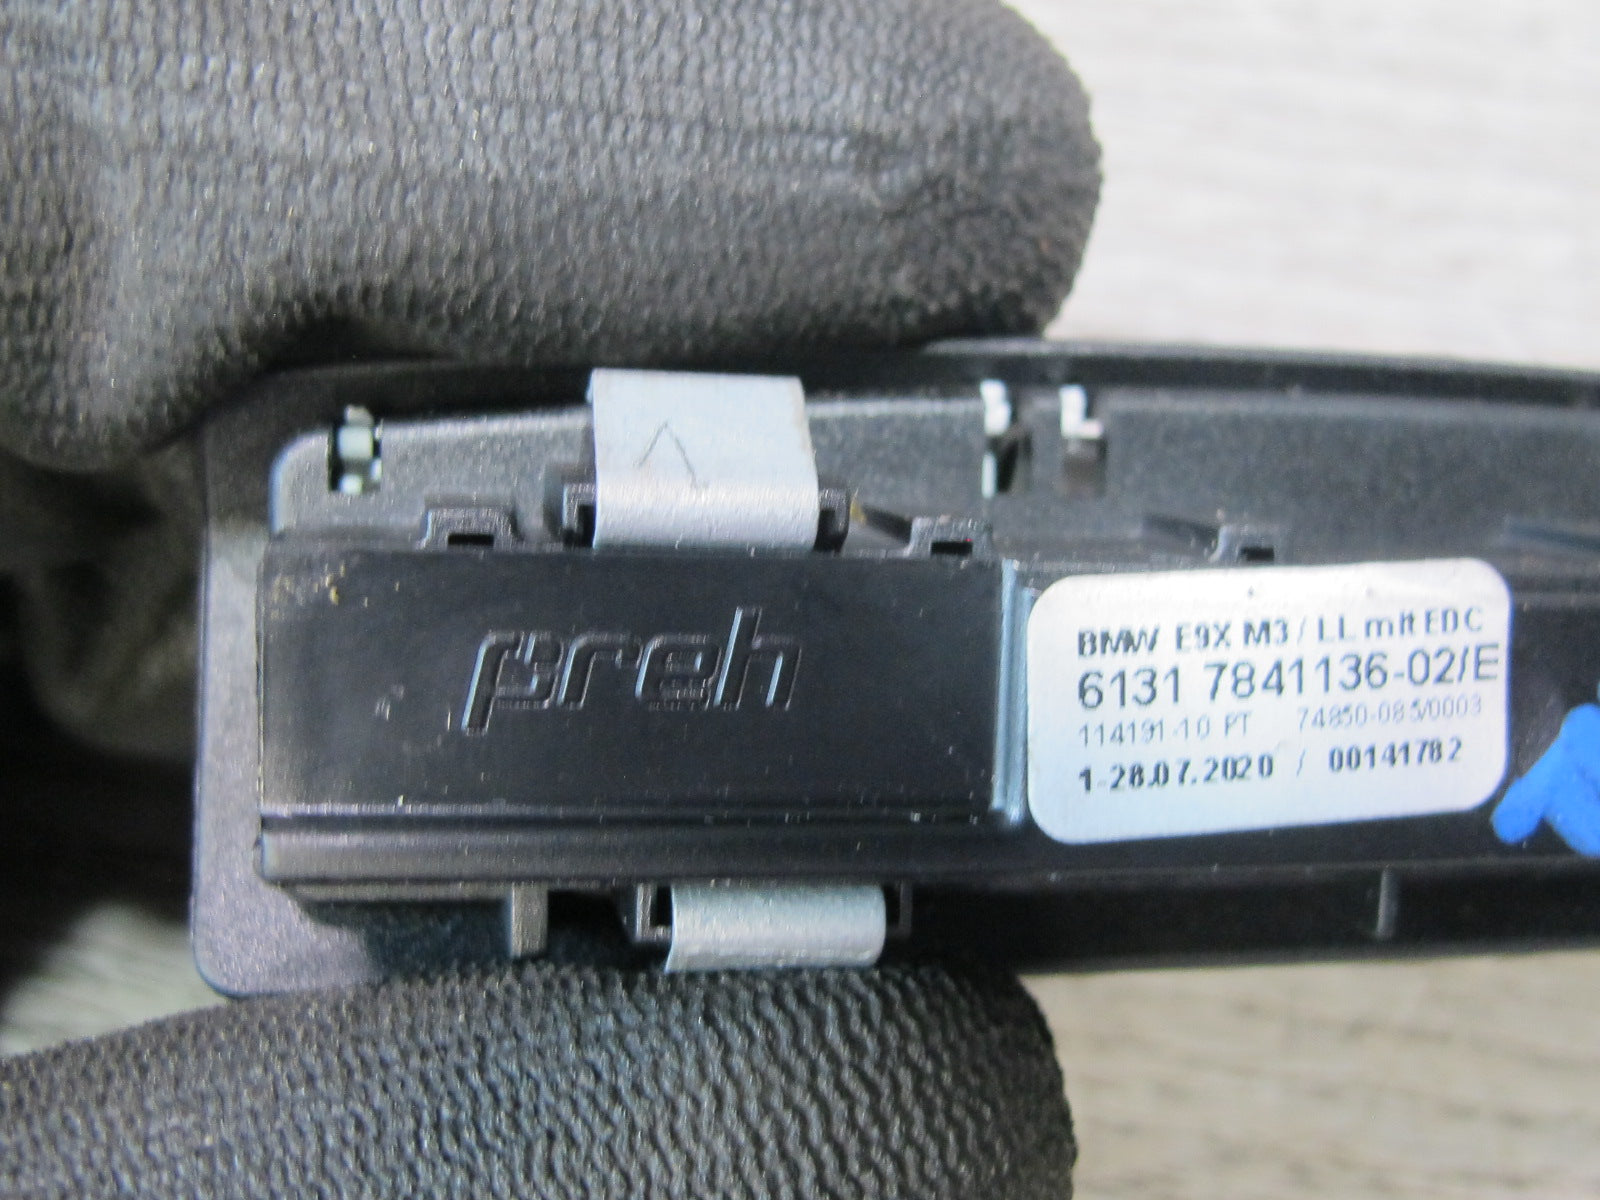 preh
BMW E9X M3 / LL mit EDC
6131 7841136-02/E
114191-10 PT 74850-085/0003
1-28.07.2020 / 00141782